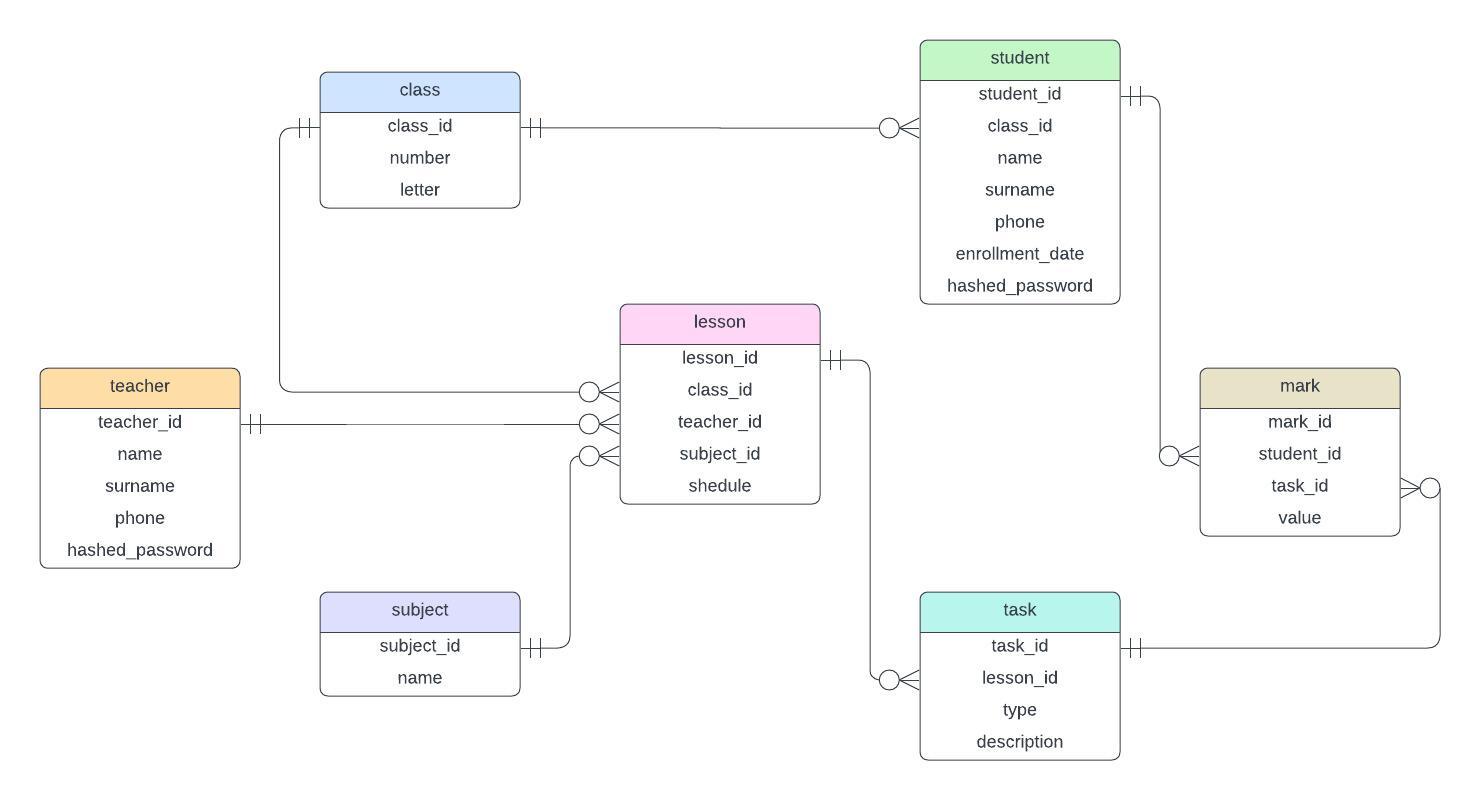 class
class_id
number
letter
student
student_id
class_id
name
surname
phone
enrollment_date
hashed_password
lesson
lesson_id
class_id
teacher_id
subject_id
shedule
teacher
teacher_id
name
surname
phone
hashed_password
mark
mark_id
student_id
task_id
value
subject
subject_id
name
task
task_id
lesson_id
type
description